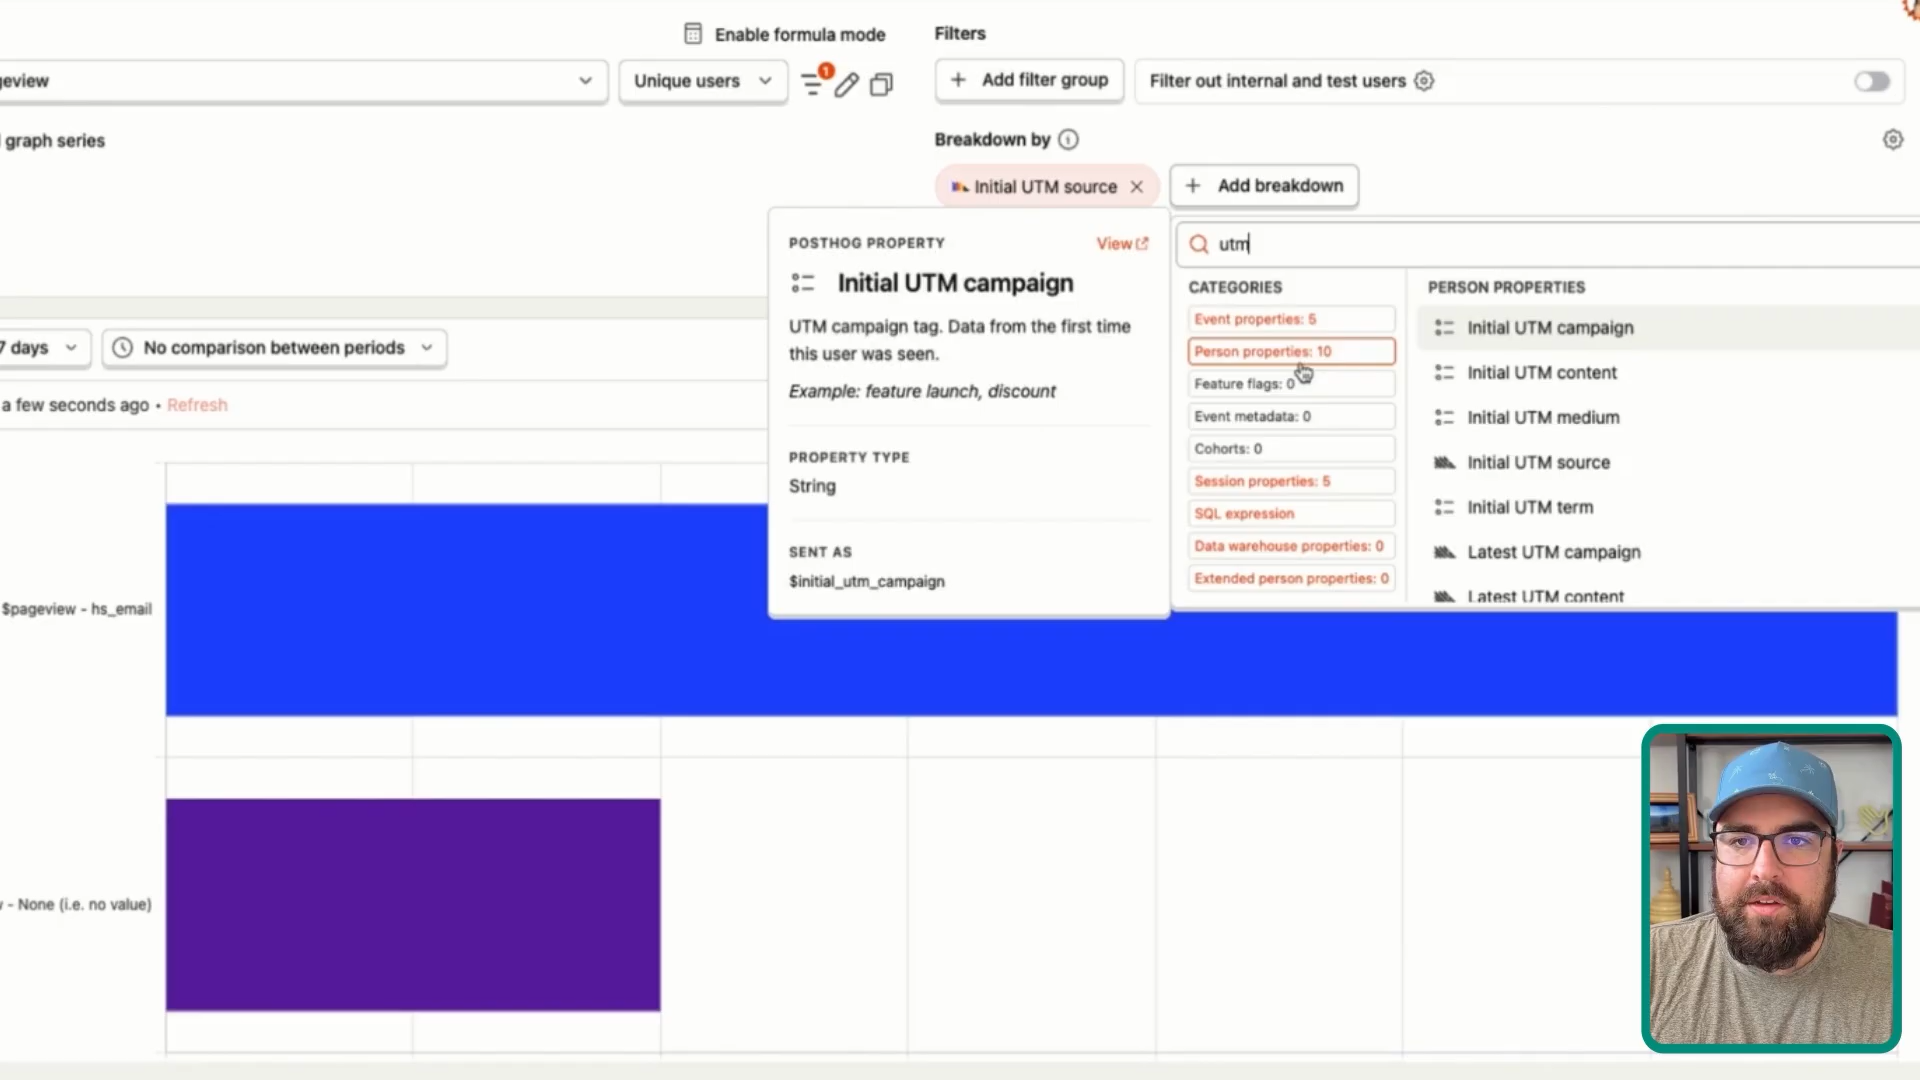 Enable formula mode
Filters
geview
Unique users
1
Add filter group
Filter out internal and test users
graph series
Breakdown by
Initial UTM source
Add breakdown
POSTHOG PROPERTY
View
Initial UTM campaign
UTM campaign tag. Data from the first time
this user was seen.
Example: feature launch, discount
PROPERTY TYPE
String
SENT AS
$initial_utm_campaign
utm
CATEGORIES
Event properties: 5
Person properties: 10
Feature flags: 0
Event metadata: 0
Cohorts: 0
Session properties: 5
SQL expression
Data warehouse properties: 0
Extended person properties: 0
PERSON PROPERTIES
Initial UTM campaign
Initial UTM content
Initial UTM medium
Initial UTM source
Initial UTM term
Latest UTM campaign
Latest UTM content
7 days
No comparison between periods
a few seconds ago • Refresh
$pageview - hs_email
- None (i.e. no value)